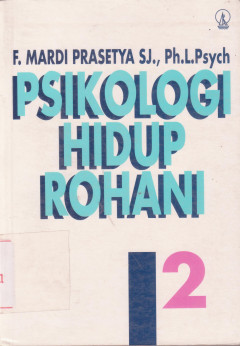 F. MARDI PRASETYA SJ., Ph.L.Psych
PSIKOLOGI
HIDUP
ROHANI
2